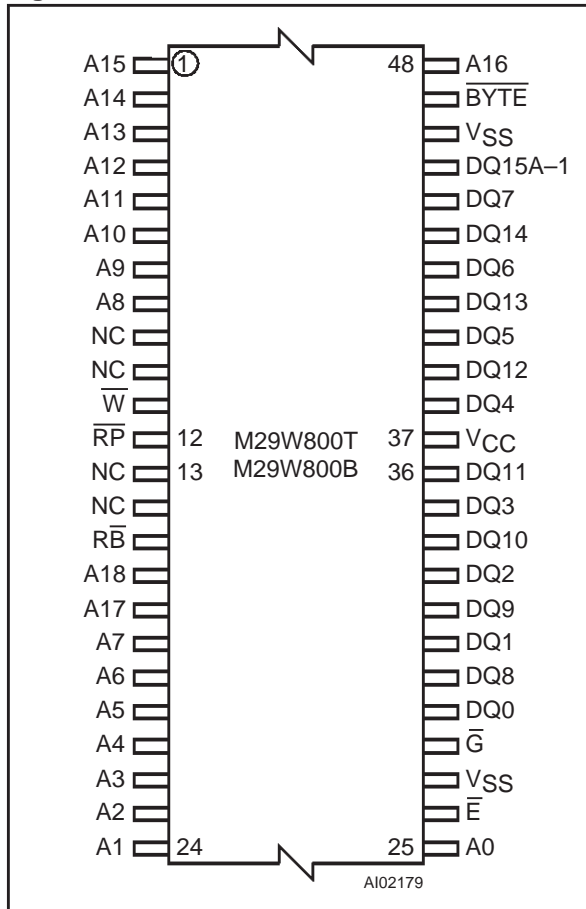 A15 1 48 A16
A14 B̅Y̅T̅E̅
A13 VSS
A12 DQ15A–1
A11 DQ7
A10 DQ14
A9 DQ6
A8 DQ13
NC DQ5
NC DQ12
W̅ DQ4
R̅P̅ 12 M29W800T 37 VCC
NC 13 M29W800B 36 DQ11
NC DQ3
RB̅ DQ10
A18 DQ2
A17 DQ9
A7 DQ1
A6 DQ8
A5 DQ0
A4 G̅
A3 VSS
A2 E̅
A1 24 25 A0
AI02179